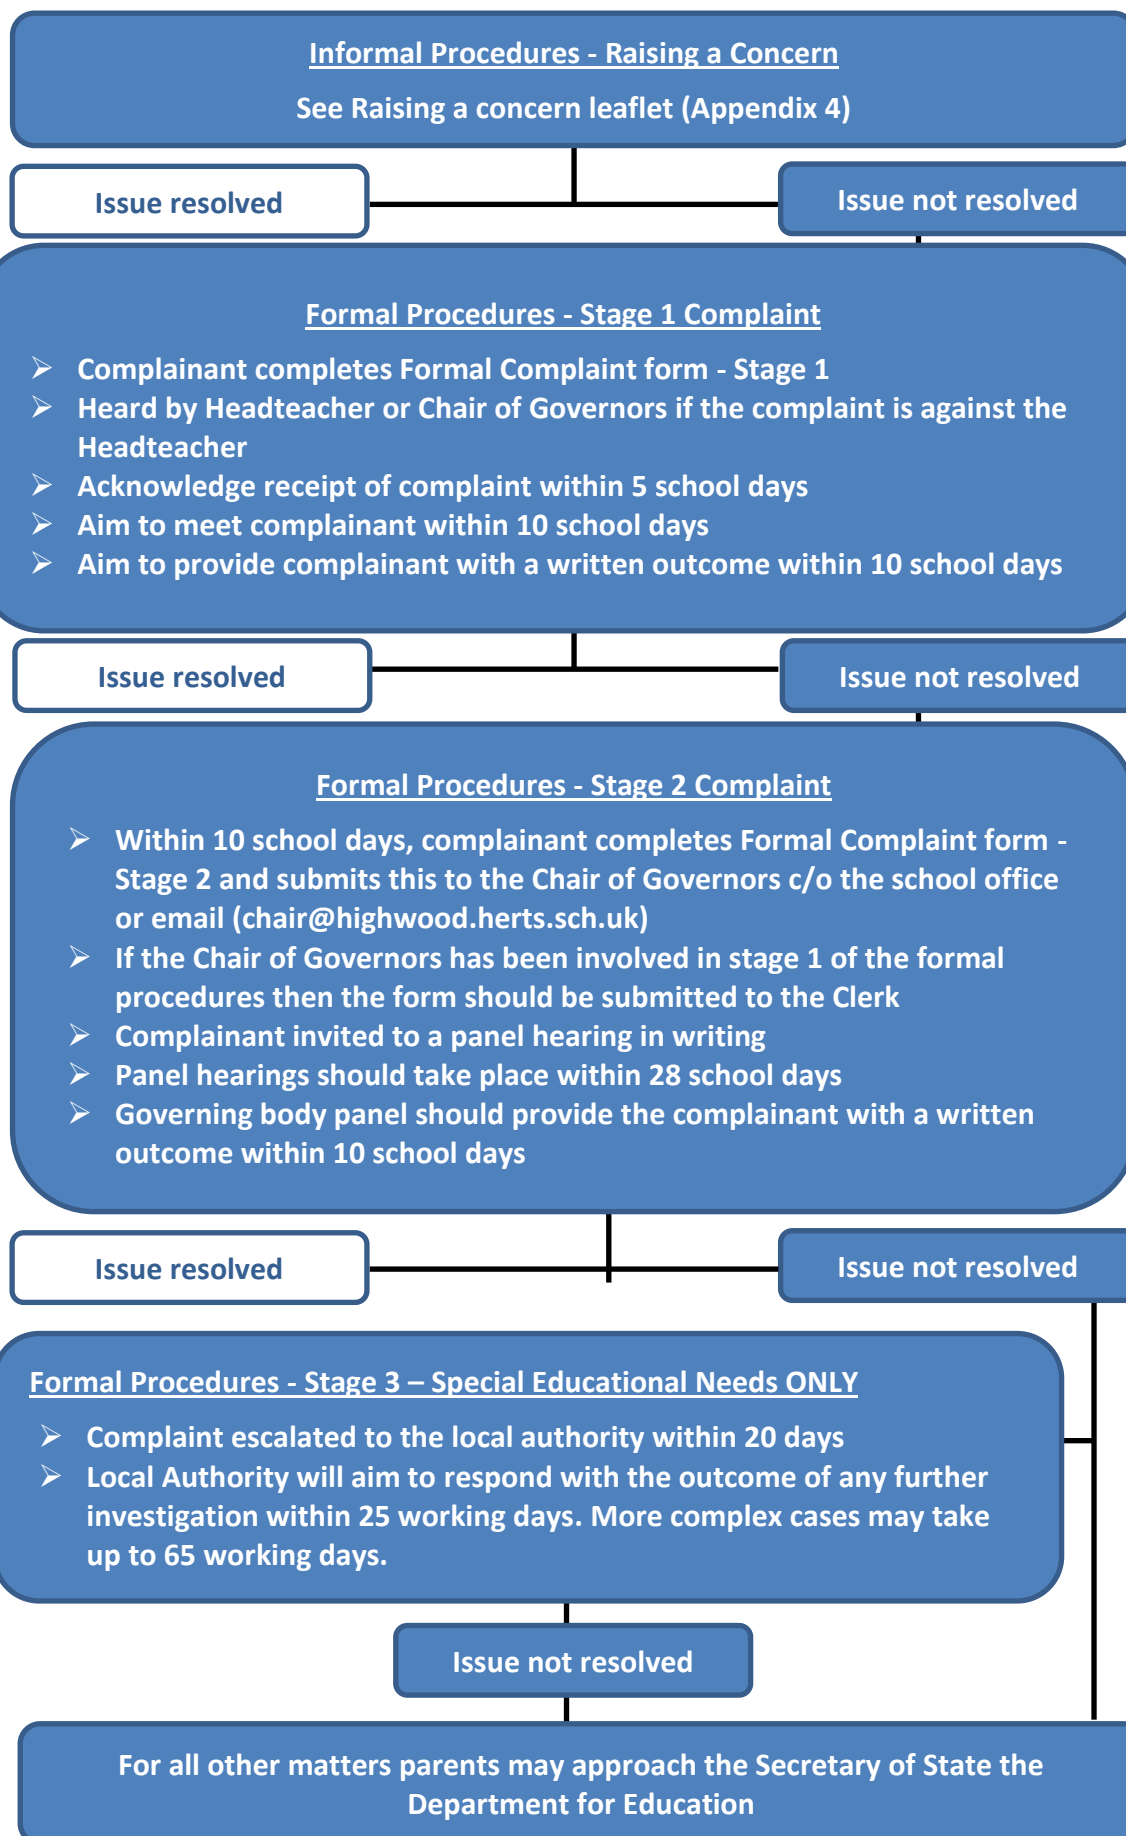 Informal Procedures - Raising a Concern
See Raising a concern leaflet (Appendix 4)
Issue resolved
Issue not resolved
Formal Procedures - Stage 1 Complaint
➢ Complainant completes Formal Complaint form - Stage 1
➢ Heard by Headteacher or Chair of Governors if the complaint is against the
Headteacher
➢ Acknowledge receipt of complaint within 5 school days
➢ Aim to meet complainant within 10 school days
➢ Aim to provide complainant with a written outcome within 10 school days
Issue resolved
Issue not resolved
Formal Procedures - Stage 2 Complaint
➢ Within 10 school days, complainant completes Formal Complaint form -
Stage 2 and submits this to the Chair of Governors c/o the school office
or email (chair@highwood.herts.sch.uk)
➢ If the Chair of Governors has been involved in stage 1 of the formal
procedures then the form should be submitted to the Clerk
➢ Complainant invited to a panel hearing in writing
➢ Panel hearings should take place within 28 school days
➢ Governing body panel should provide the complainant with a written
outcome within 10 school days
Issue resolved
Issue not resolved
Formal Procedures - Stage 3 – Special Educational Needs ONLY
➢ Complaint escalated to the local authority within 20 days
➢ Local Authority will aim to respond with the outcome of any further
investigation within 25 working days. More complex cases may take
up to 65 working days.
Issue not resolved
For all other matters parents may approach the Secretary of State the
Department for Education